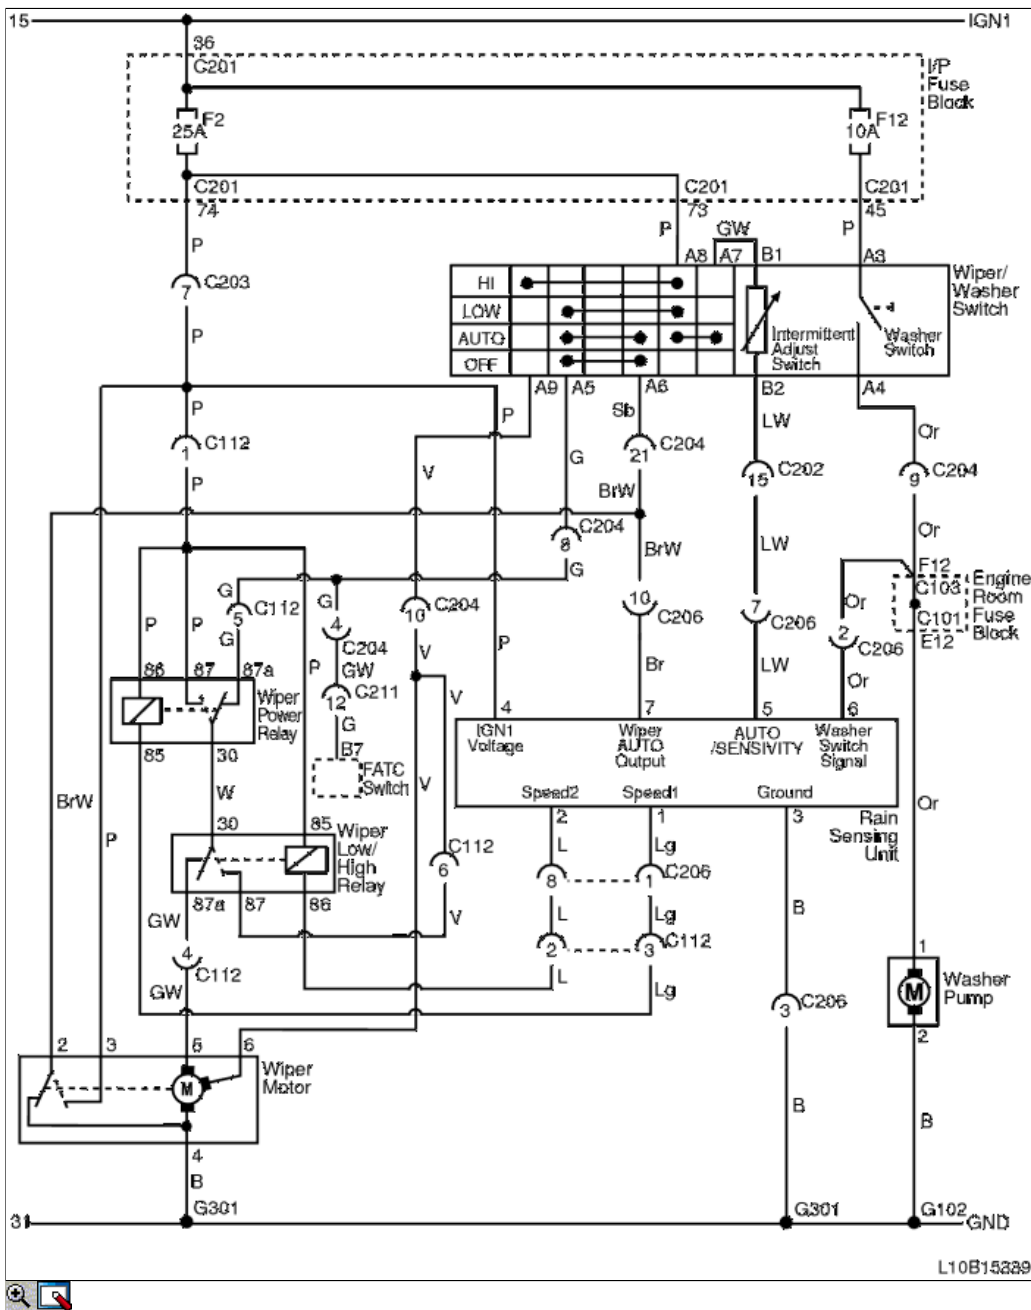 15
IGN1
36
C201
I/P
Fuse
Block
F2
25A
F12
10A
C201
C201
C201
74
73
45
P
P
GW
P
A8
A7
B1
A3
C203
7
HI
LOW
AUTO
OFF
Intermittent
Adjust
Switch
Washer
Switch
Wiper/
Washer
Switch
P
A9
A5
A6
B2
A4
P
P
Sb
LW
Or
C112
1
V
G
C204
21
C202
15
C204
9
P
BrW
C204
8
BrW
LW
Or
G
F12
C103
Engine
Room
Fuse
Block
C101
E12
G
C112
5
G
G
4
C204
C204
10
10
C206
7
C206
Or
2
C206
P
P
P
GW
V
P
Br
LW
Or
86
87
87a
C211
12
V
Wiper
Power
Relay
G
4
7
5
6
B7
IGN1
Voltage
Wiper
AUTO
Output
AUTO
/SENSIVITY
Washer
Switch
Signal
85
30
FATC
Switch
V
BrW
W
Speed2
Speed1
Ground
Or
P
30
85
Wiper
Low/
High
Relay
2
1
3
Rain
Sensing
Unit
C112
6
L
Lg
8
1
C206
87a
87
86
GW
V
L
Lg
B
4
C112
2
3
C112
1
GW
L
Lg
M
Washer
Pump
C206
3
2
2
3
5
6
Wiper
Motor
M
B
B
4
B
G301
G301
G102
31
GND
L10B15389